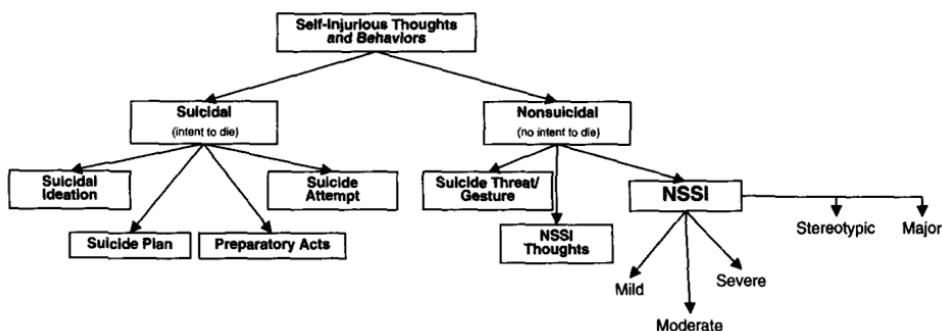 Self-Injurious Thoughts
and Behaviors
Suicidal
(intent to die)
Nonsuicidal
(no intent to die)
Suicidal
Ideation
Suicide
Attempt
Suicide Threat/
Gesture
NSSI
Stereotypic
Major
Suicide Plan
Preparatory Acts
NSSI
Thoughts
Mild
Severe
Moderate